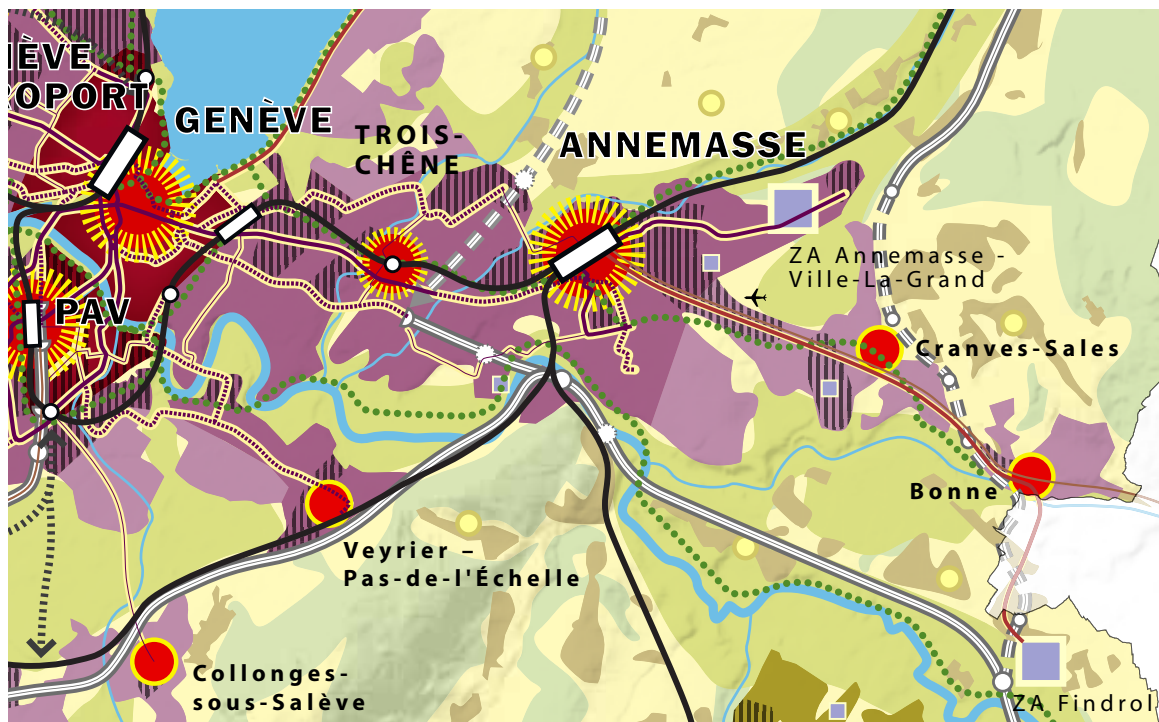 GENÈVE
TROIS-
CHÊNE
ANNEMASSE
PAV
ZA Annemasse -
Ville-La-Grand
Cranves-Sales
Bonne
Veyrier –
Pas-de-l'Échelle
Collonges-
sous-Salève
ZA Findrol